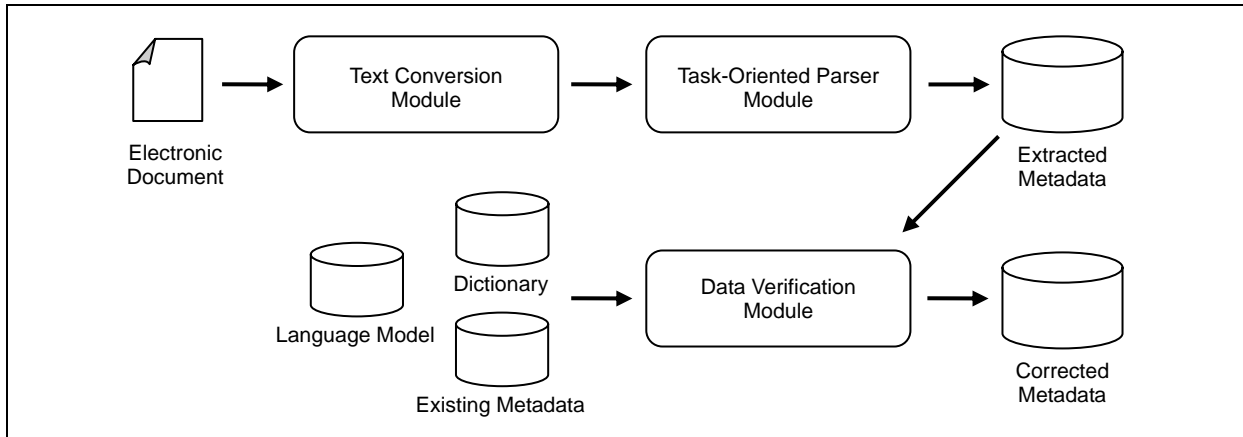 Text Conversion
Module
Task-Oriented Parser
Module
Electronic
Document
Extracted
Metadata
Dictionary
Language Model
Existing Metadata
Data Verification
Module
Corrected
Metadata